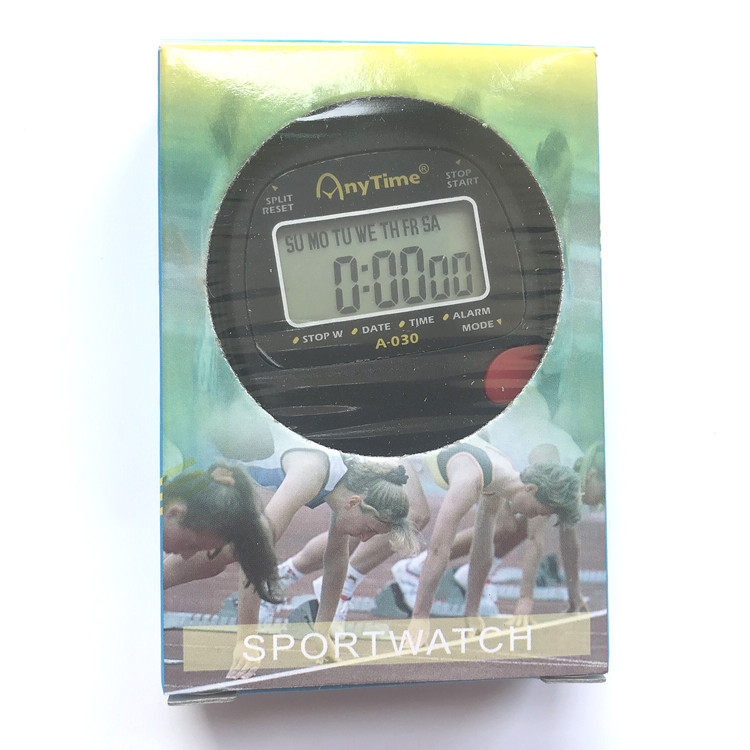 AnyTime®
SPLIT
RESET
STOP
START
SU MO TU WE TH FR SA
0:0000
STOP W DATE TIME ALARM
MODE
A-030
SPORTWATCH